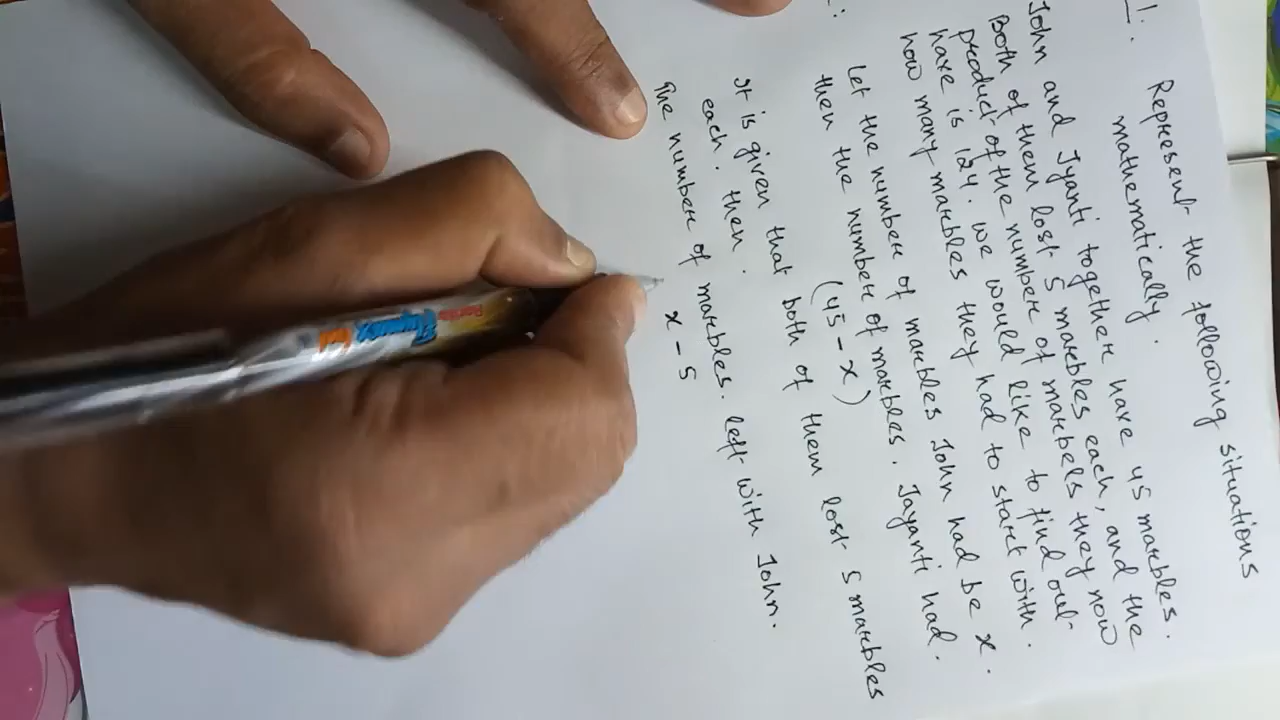 1.
Represent the following situations
mathematically.
John and Jyanti together have 45 marbles.
Both of them lost 5 marbles each, and the
product of the number of marbels they now
have is 124. we would like to find out
how many marbles they had to start with.
:
Let the number of marbles John had be x.
then the number of marbles. Jayanti had.
(45 - x)
It is given that both of them lost 5 marbles
each. then.
The number of marbles. left with John.
x - 5